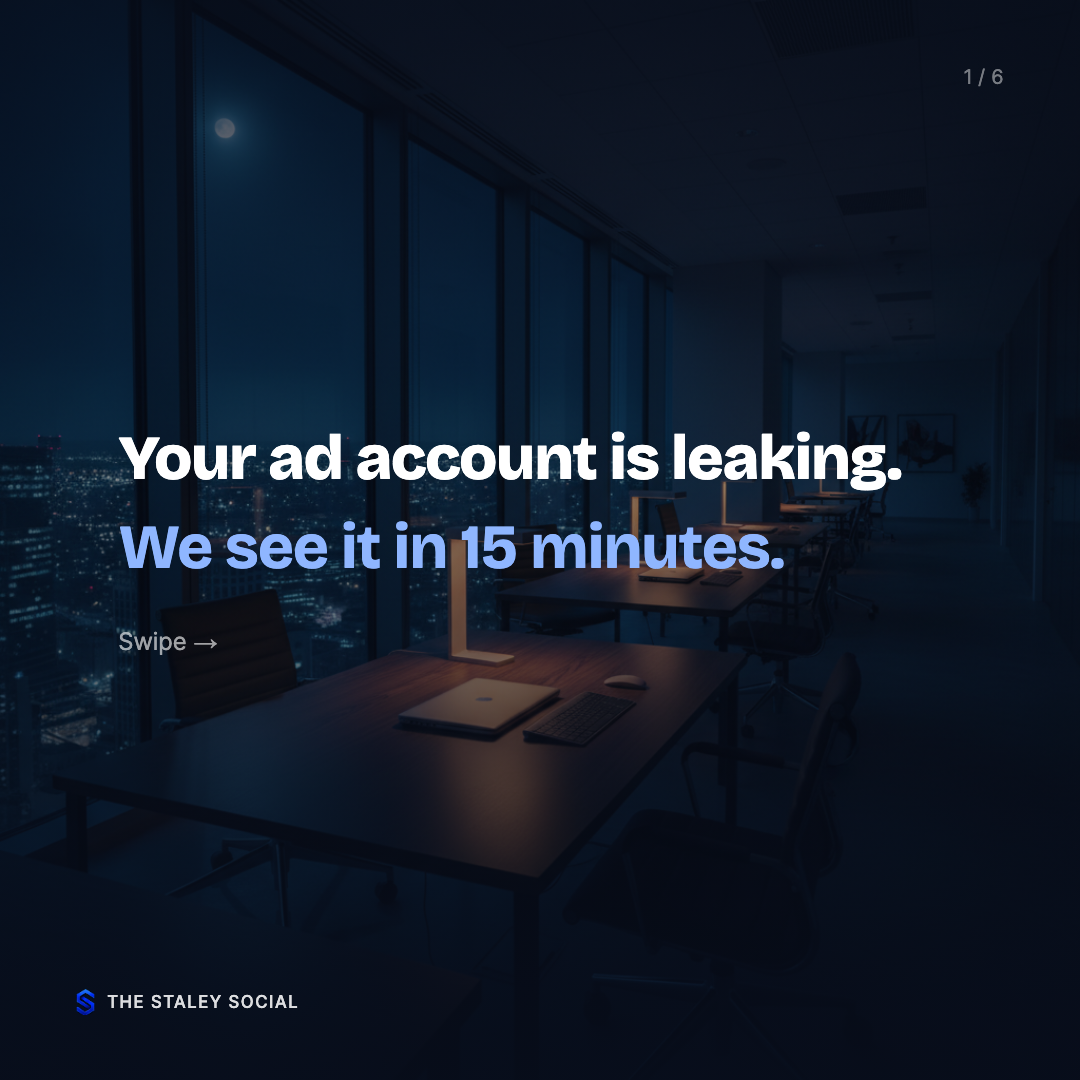 1 / 6
Your ad account is leaking.
We see it in 15 minutes.
Swipe →
THE STALEY SOCIAL